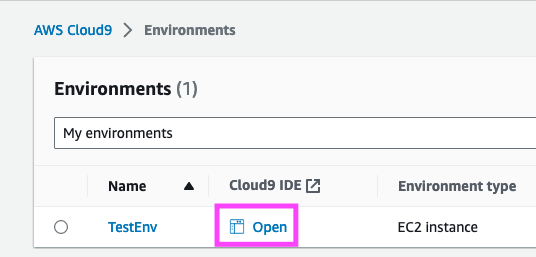 AWS Cloud9 > Environments
Environments (1)
My environments
Name Cloud9 IDE Environment type
TestEnv Open EC2 instance